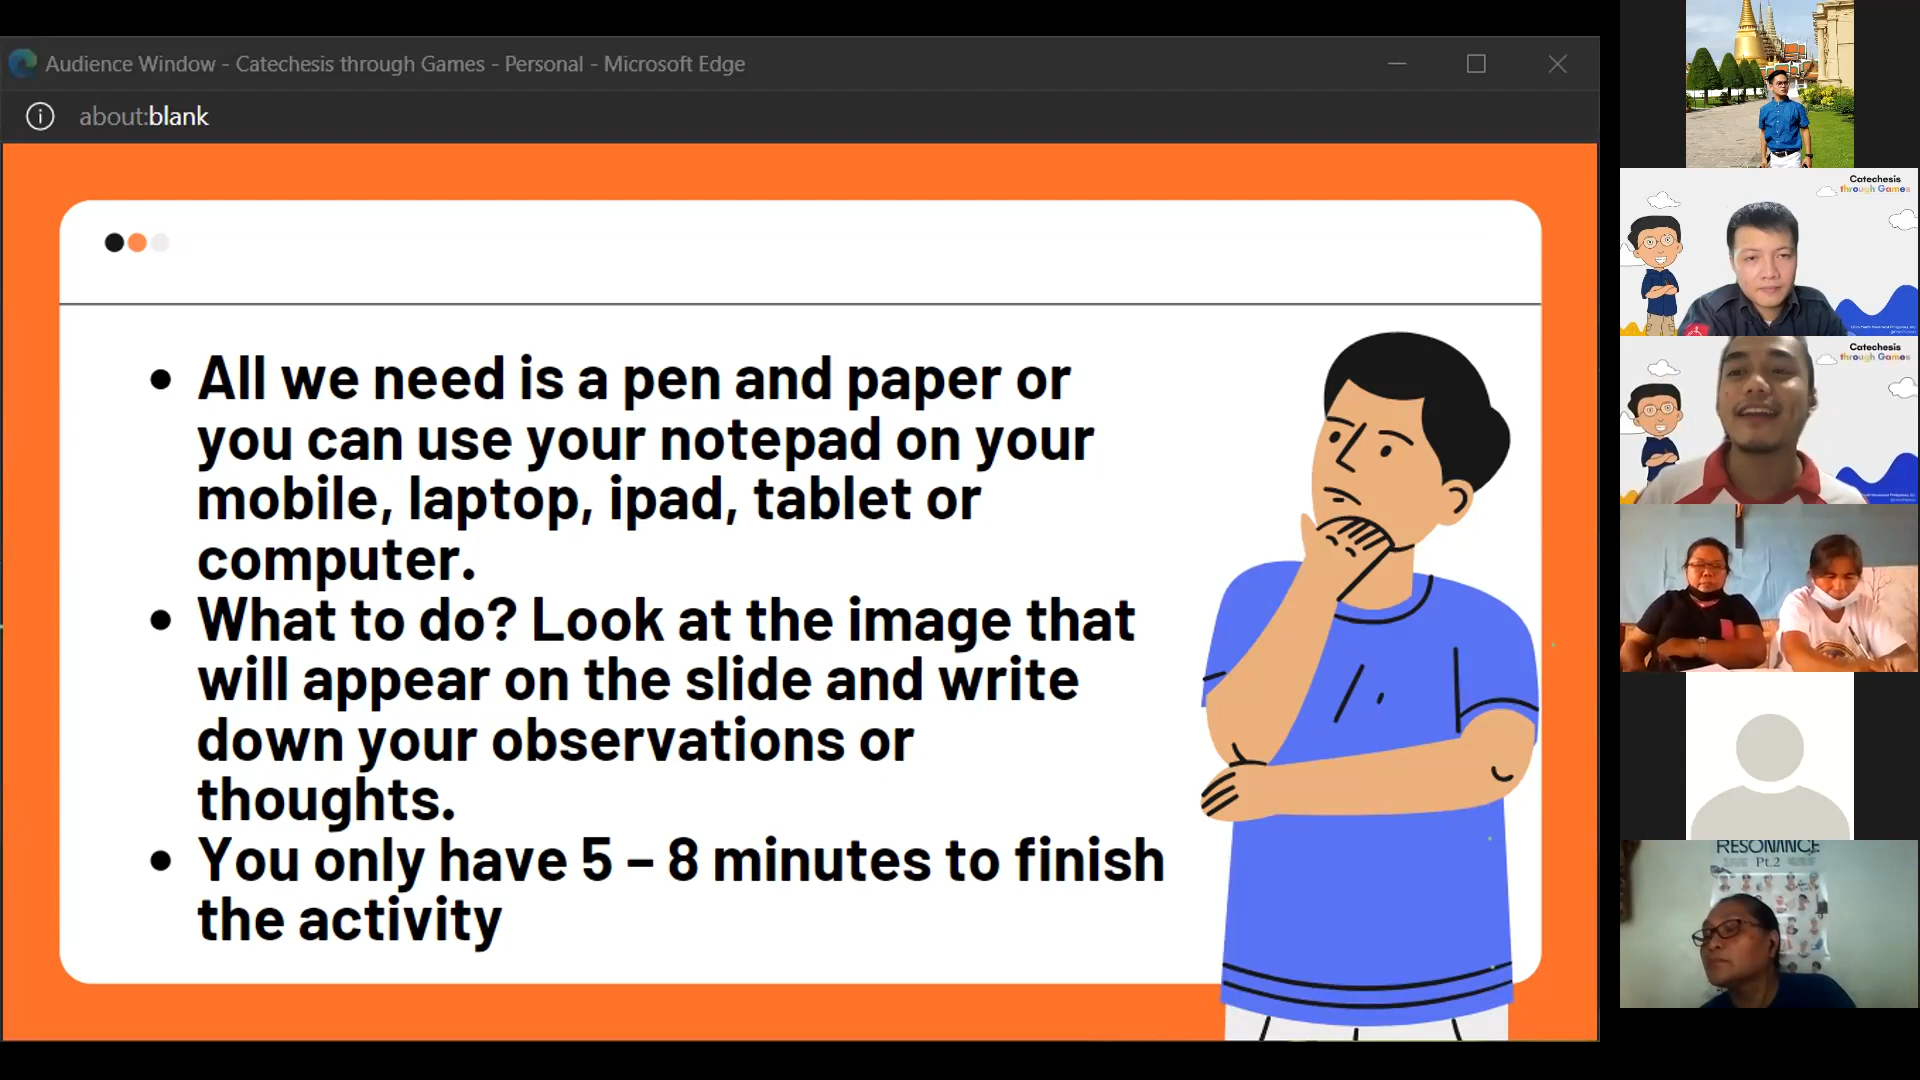 Audience Window - Catechesis through Games - Personal - Microsoft Edge
about:blank
All we need is a pen and paper or
you can use your notepad on your
mobile, laptop, ipad, tablet or
computer.
What to do? Look at the image that
will appear on the slide and write
down your observations or
thoughts.
You only have 5 – 8 minutes to finish
the activity
Catechesis
through Games
Catechesis
through Games
RESONANCE
Pt.2